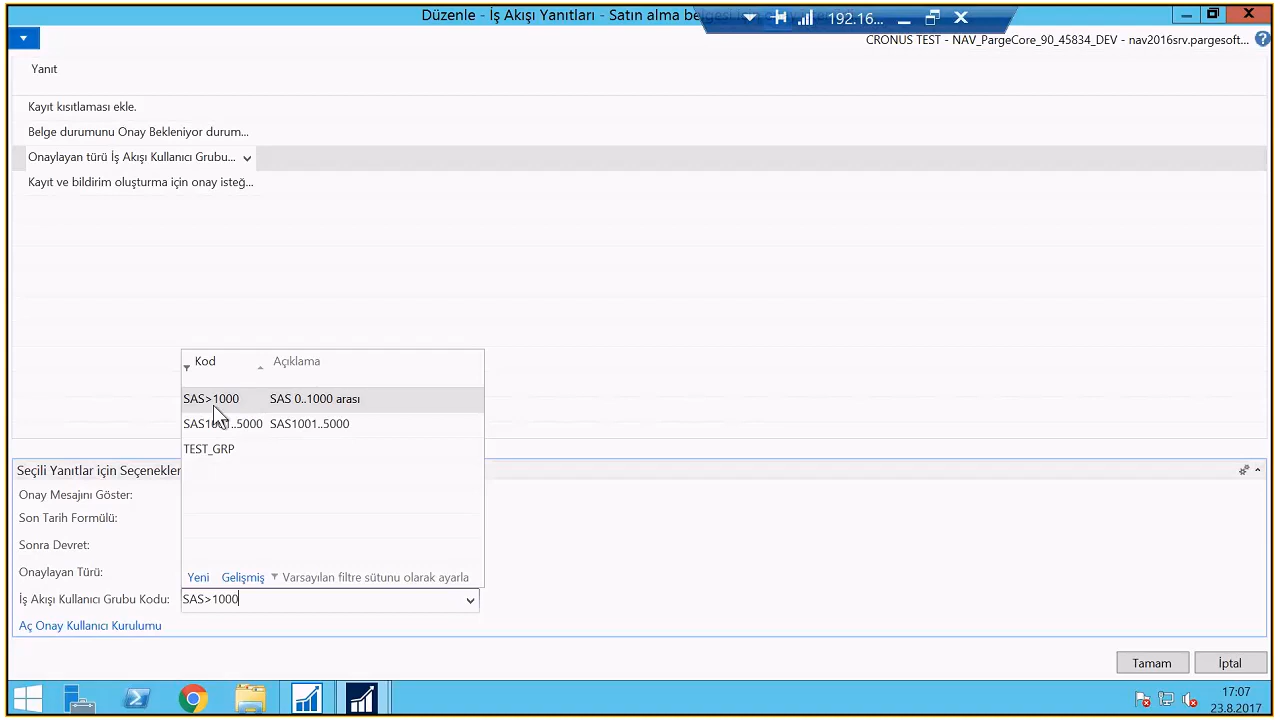 Düzenle - İş Akışı Yanıtları - Satın alma be
192.16...
CRONUS TEST - NAV_PargeCore_90_45834_DEV - nav2016srv.pargesoft...
Yanıt
Kayıt kısıtlaması ekle.
Belge durumunu Onay Bekleniyor durum...
Onaylayan türü İş Akışı Kullanıcı Grubu...
Kayıt ve bildirim oluşturma için onay isteğ...
Kod Açıklama
SAS>1000 SAS 0..1000 arası
SAS1001..5000 SAS1001..5000
TEST_GRP
Seçili Yanıtlar için Seçenekler
Onay Mesajını Göster:
Son Tarih Formülü:
Sonra Devret:
Onaylayan Türü:
Yeni Gelişmiş Varsayılan filtre sütunu olarak ayarla
İş Akışı Kullanıcı Grubu Kodu: SAS>1000
Aç Onay Kullanıcı Kurulumu
Tamam İptal
17:07
23.8.2017